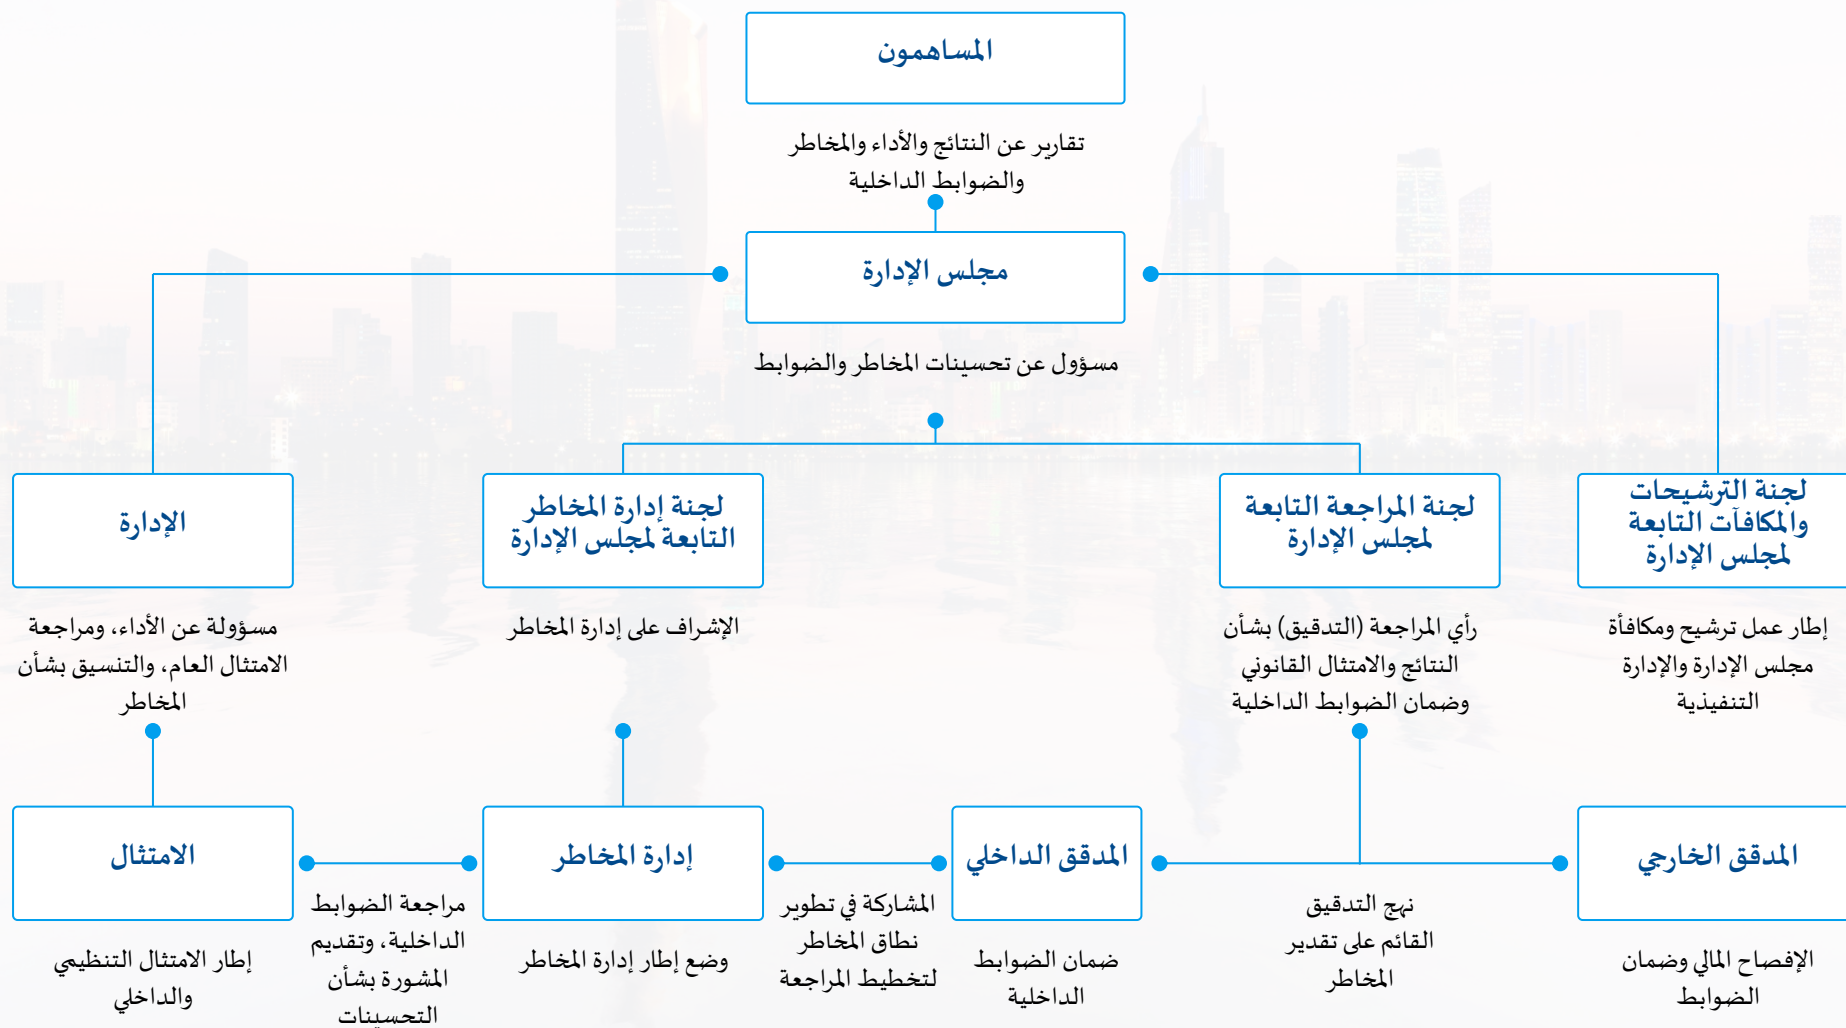 المساهمون
تقارير عن النتائج والأداء والمخاطر
والضوابط الداخلية
مجلس الإدارة
مسؤول عن تحسينات المخاطر والضوابط
لجنة الترشيحات
والمكافآت التابعة
لمجلس الإدارة
إطار عمل ترشيح ومكافأة
مجلس الإدارة والإدارة
التنفيذية
لجنة المراجعة التابعة
لمجلس الإدارة
رأي المراجعة (التدقيق) بشأن
النتائج والامتثال القانوني
وضمان الضوابط الداخلية
لجنة إدارة المخاطر
التابعة لمجلس الإدارة
الإشراف على إدارة المخاطر
الإدارة
مسؤولة عن الأداء، ومراجعة
الامتثال العام، والتنسيق بشأن
المخاطر
المدقق الخارجي
الإفصاح المالي وضمان
الضوابط
نهج التدقيق
القائم على تقدير
المخاطر
المدقق الداخلي
ضمان الضوابط
الداخلية
المشاركة في تطوير
نطاق المخاطر
لتخطيط المراجعة
إدارة المخاطر
وضع إطار إدارة المخاطر
مراجعة الضوابط
الداخلية، وتقديم
المشورة بشأن
التحسينات
الامتثال
إطار الامتثال التنظيمي
والداخلي